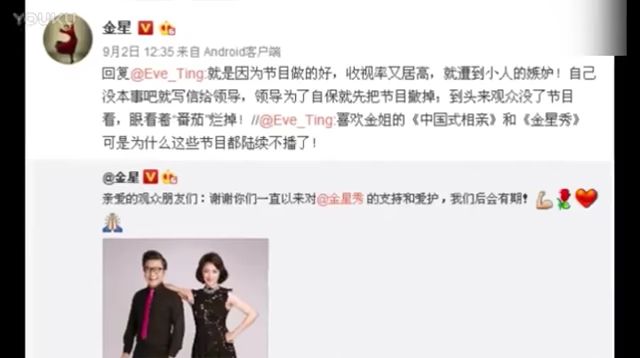 YOUKU
金星
9月2日 12:35 来自 Android客户端
回复@Eve_Ting:就是因为节目做的好，收视率又居高，就遭到小人的嫉妒！自己
没本事吧就写信给领导，领导为了自保就先把节目撤掉；到头来观众没了节目
看，眼看着“番茄”烂掉！//@Eve_Ting:喜欢金姐的《中国式相亲》和《金星秀》
可是为什么这些节目都陆续不播了！
@金星
亲爱的观众朋友们：谢谢你们一直以来对@金星秀 的支持和爱护，我们后会有期！